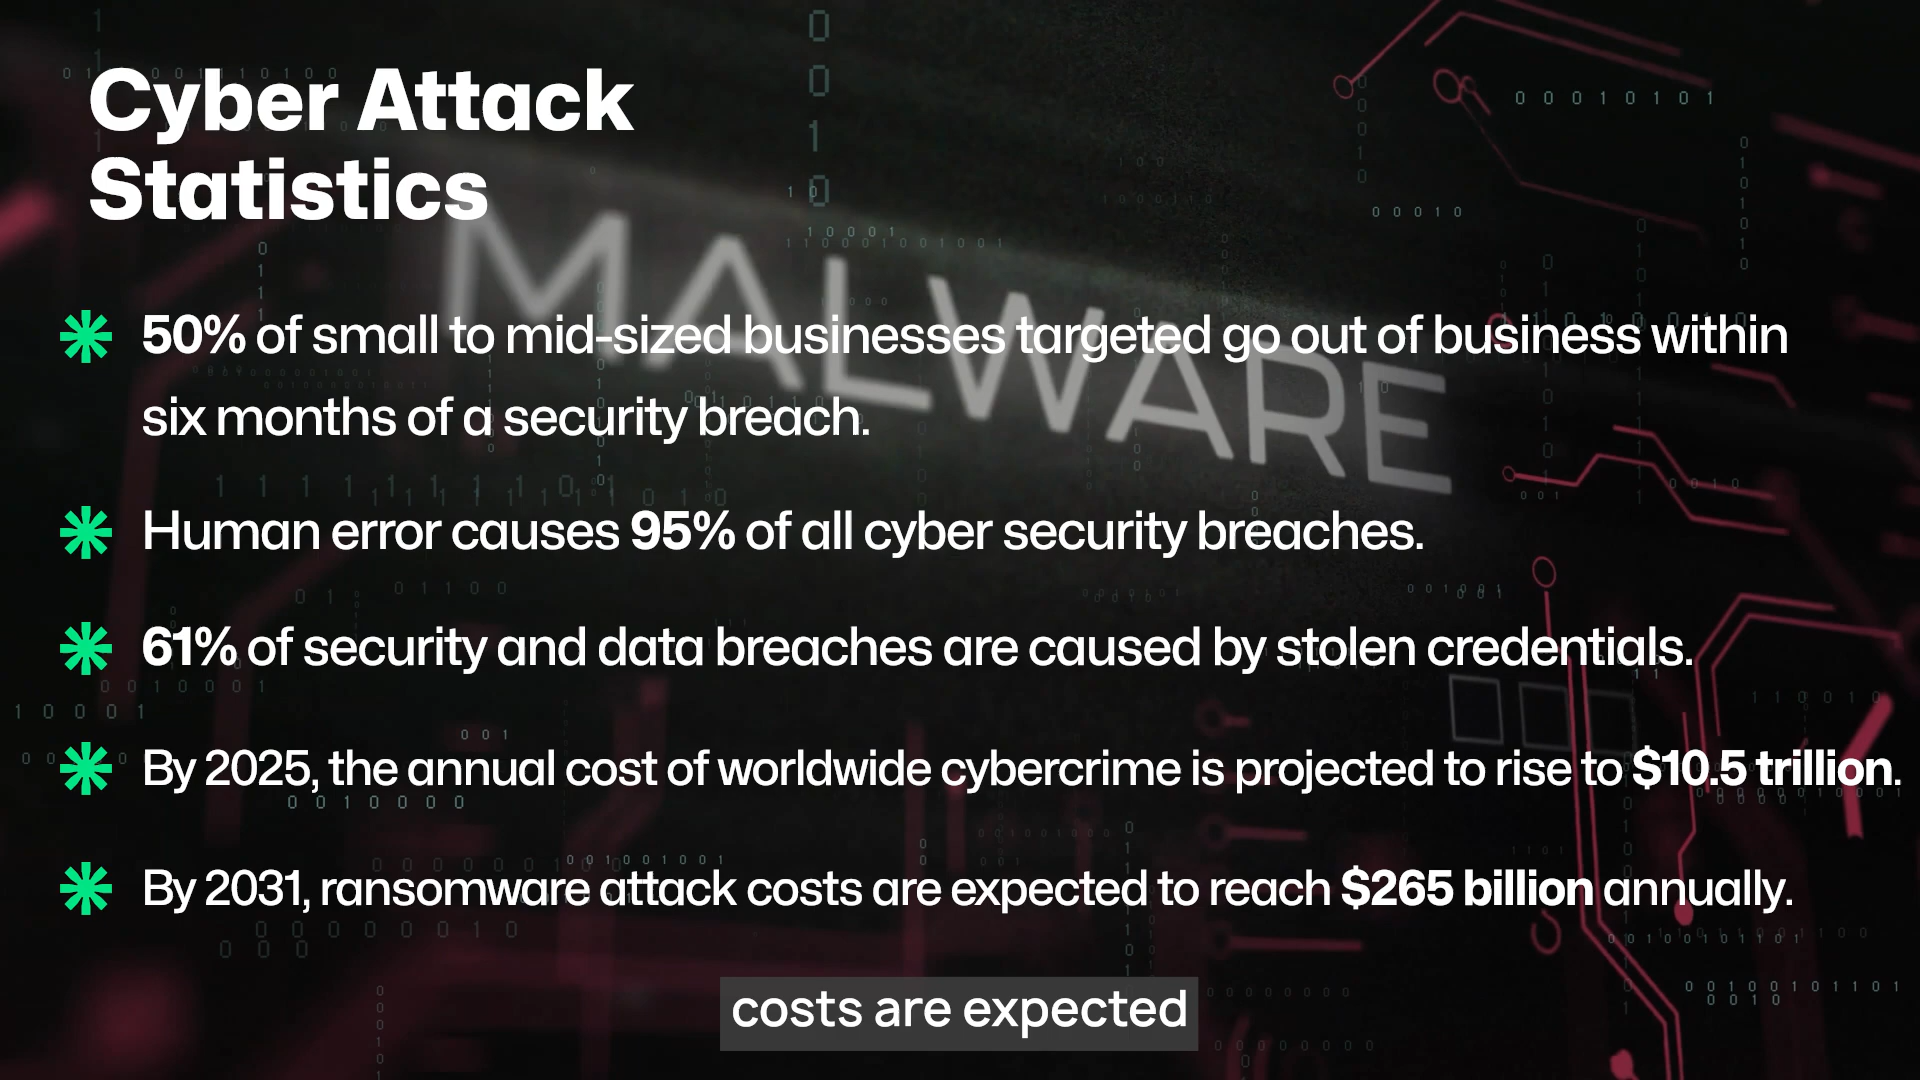 Cyber Attack
Statistics
MALWARE
50% of small to mid-sized businesses targeted go out of business within
six months of a security breach.
Human error causes 95% of all cyber security breaches.
61% of security and data breaches are caused by stolen credentials.
By 2025, the annual cost of worldwide cybercrime is projected to rise to $10.5 trillion.
By 2031, ransomware attack costs are expected to reach $265 billion annually.
costs are expected